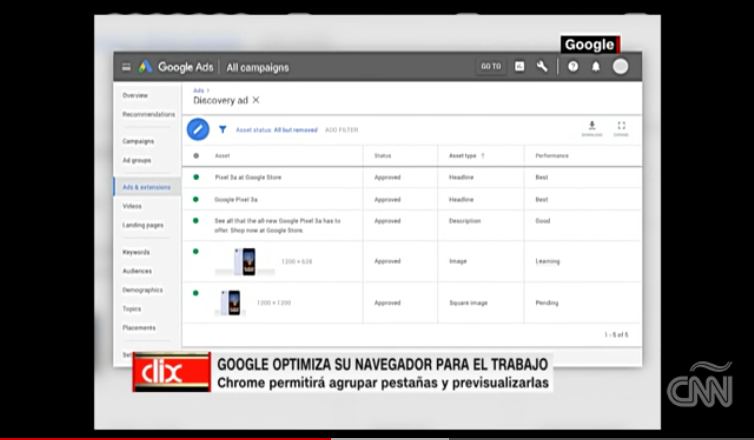 Google
Google Ads | All campaigns
GO TO
Ads >
Discovery ad ×
Overview
Recommendations
Campaigns
Ad groups
Ads & extensions
Videos
Landing pages
Keywords
Audiences
Demographics
Topics
Placements
Asset status: All but removed ADD FILTER
DOWNLOAD
Asset Status Asset type ↑ Performance
Pixel 3a at Google Store Approved Headline Best
Google Pixel 3a Approved Headline Best
See all that the all-new Google Pixel 3a has to
offer. Shop now at Google Store. Approved Description Good
1200 × 628 Approved Image Learning
1200 × 1200 Approved Square image Pending
clix
GOOGLE OPTIMIZA SU NAVEGADOR PARA EL TRABAJO
Chrome permitirá agrupar pestañas y previsualizarlas
CNN